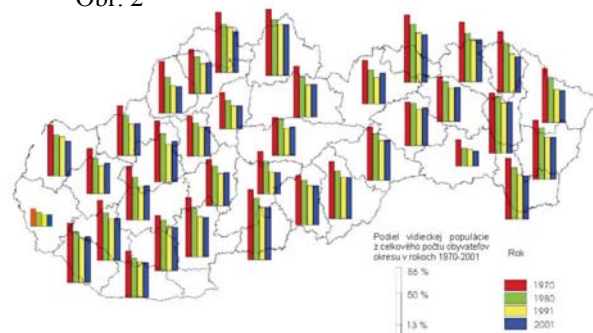 Obr. 2
Podiel vidieckej populácie
z celkového počtu obyvateľov
okresu v rokoch 1970-2001
Rok
86 %
50 %
13 %
1970
1980
1991
2001